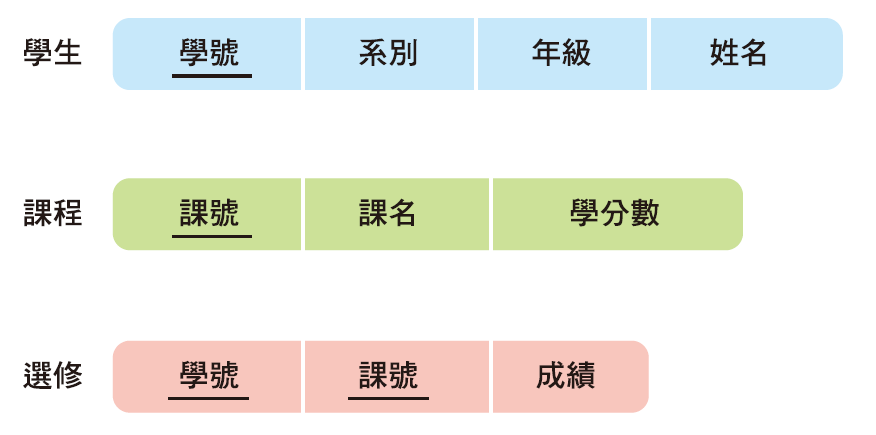 學生 學號 系別 年級 姓名
課程 課號 課名 學分數
選修 學號 課號 成績